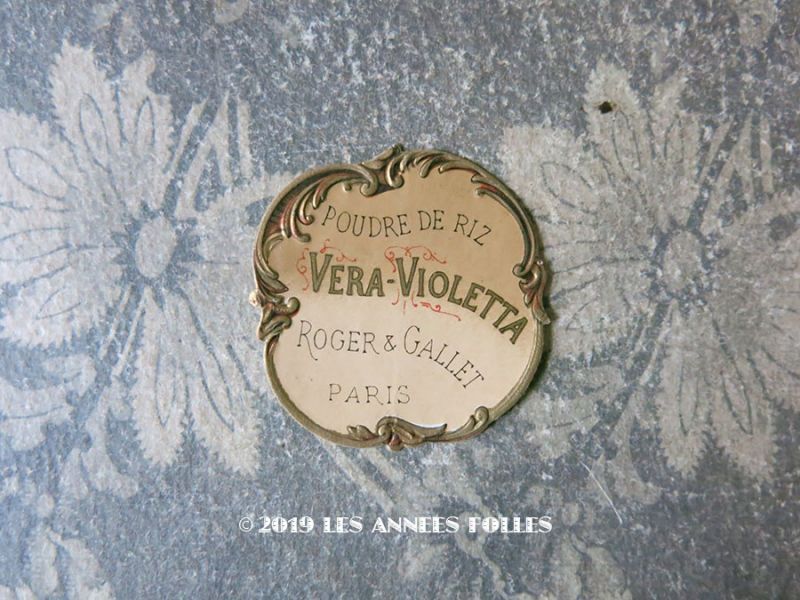 POUDRE DE RIZ
VERA-VIOLETTA
ROGER & GALLET
PARIS
© 2019 LES ANNEES FOLLES